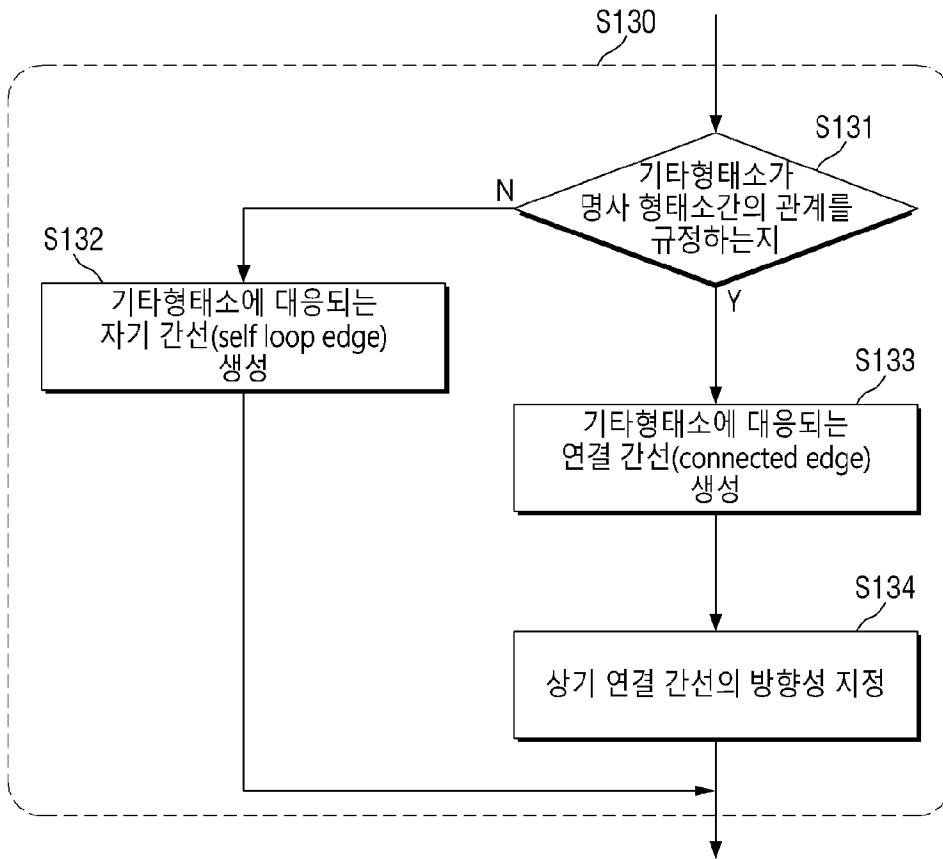 S130
S131
기타형태소가
명사 형태소간의 관계를
규정하는지
N
Y
S132
기타형태소에 대응되는
자기 간선(self loop edge)
생성
S133
기타형태소에 대응되는
연결 간선(connected edge)
생성
S134
상기 연결 간선의 방향성 지정